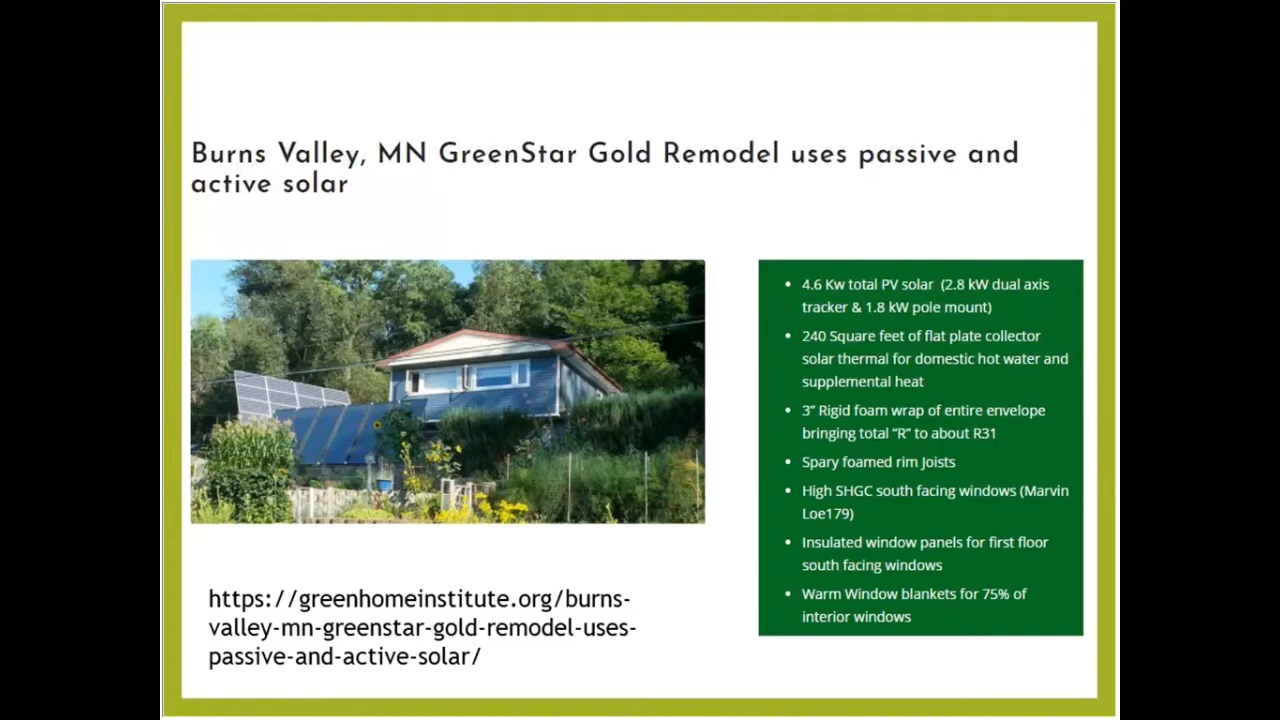 Burns Valley, MN GreenStar Gold Remodel uses passive and
active solar
• 4.6 Kw total PV solar (2.8 kW dual axis
tracker & 1.8 kW pole mount)
• 240 Square feet of flat plate collector
solar thermal for domestic hot water and
supplemental heat
• 3” Rigid foam wrap of entire envelope
bringing total “R” to about R31
• Spary foamed rim Joists
• High SHGC south facing windows (Marvin
Loe179)
• Insulated window panels for first floor
south facing windows
• Warm Window blankets for 75% of
interior windows
https://greenhomeinstitute.org/burns-
valley-mn-greenstar-gold-remodel-uses-
passive-and-active-solar/